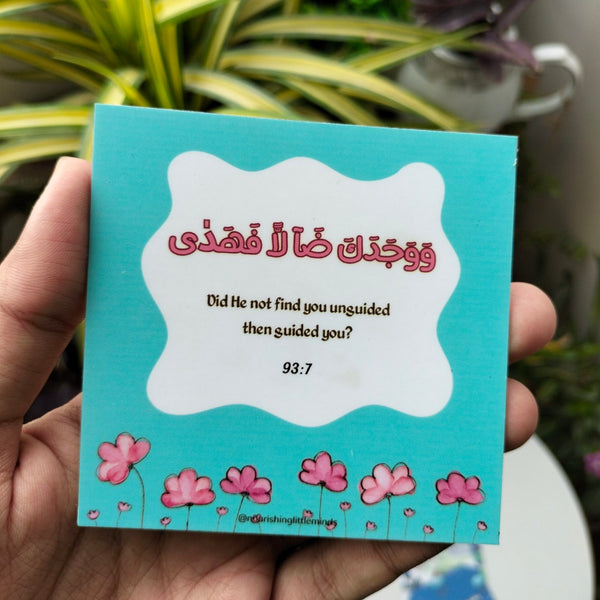 وَوَجَدَكَ ضَآلًّا فَهَدَىٰ
Did He not find you unguided
then guided you?
93:7
@nourishinglittleminds